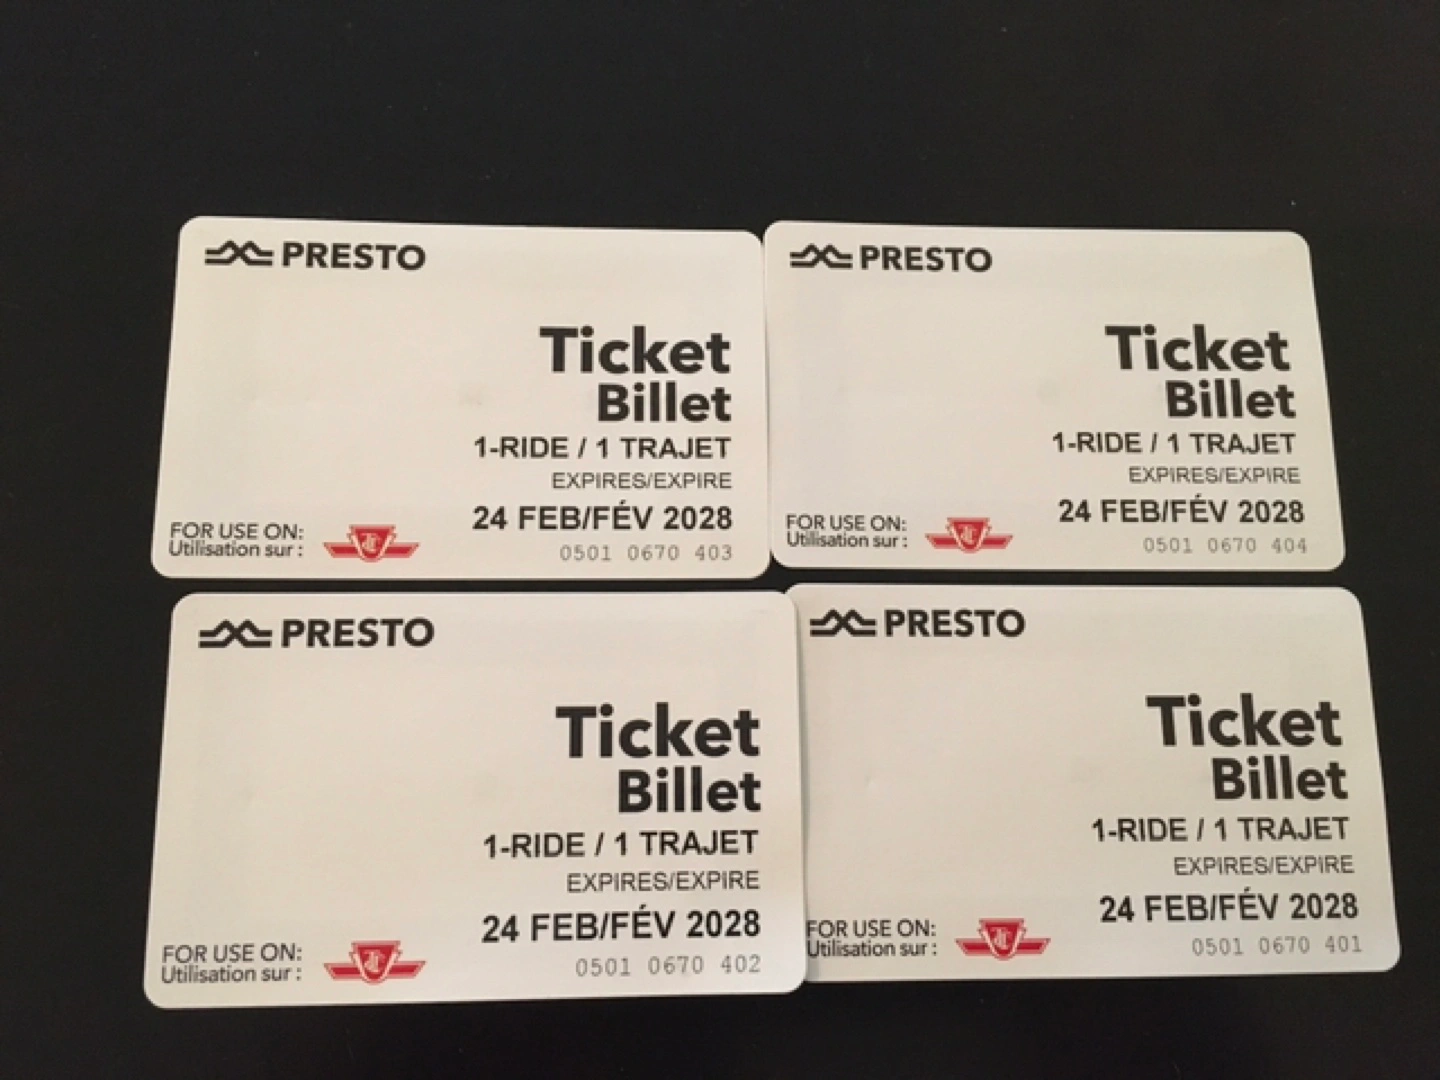 PRESTO
Ticket
Billet
1-RIDE / 1 TRAJET
EXPIRES/EXPIRE
24 FEB/FÉV 2028
FOR USE ON:
Utilisation sur :
TTC
0501 0670 403
PRESTO
Ticket
Billet
1-RIDE / 1 TRAJET
EXPIRES/EXPIRE
24 FEB/FÉV 2028
FOR USE ON:
Utilisation sur :
TTC
0501 0670 404
PRESTO
Ticket
Billet
1-RIDE / 1 TRAJET
EXPIRES/EXPIRE
24 FEB/FÉV 2028
FOR USE ON:
Utilisation sur :
TTC
0501 0670 402
PRESTO
Ticket
Billet
1-RIDE / 1 TRAJET
EXPIRES/EXPIRE
24 FEB/FÉV 2028
FOR USE ON:
Utilisation sur :
TTC
0501 0670 401